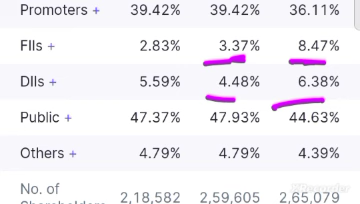 Promoters + 39.42% 39.42% 36.11%
FIIs + 2.83% 3.37% 8.47%
DIIs + 5.59% 4.48% 6.38%
Public + 47.37% 47.93% 44.63%
Others + 4.79% 4.79% 4.39%
No. of
Shareholders 2,18,582 2,59,605 2,65,079